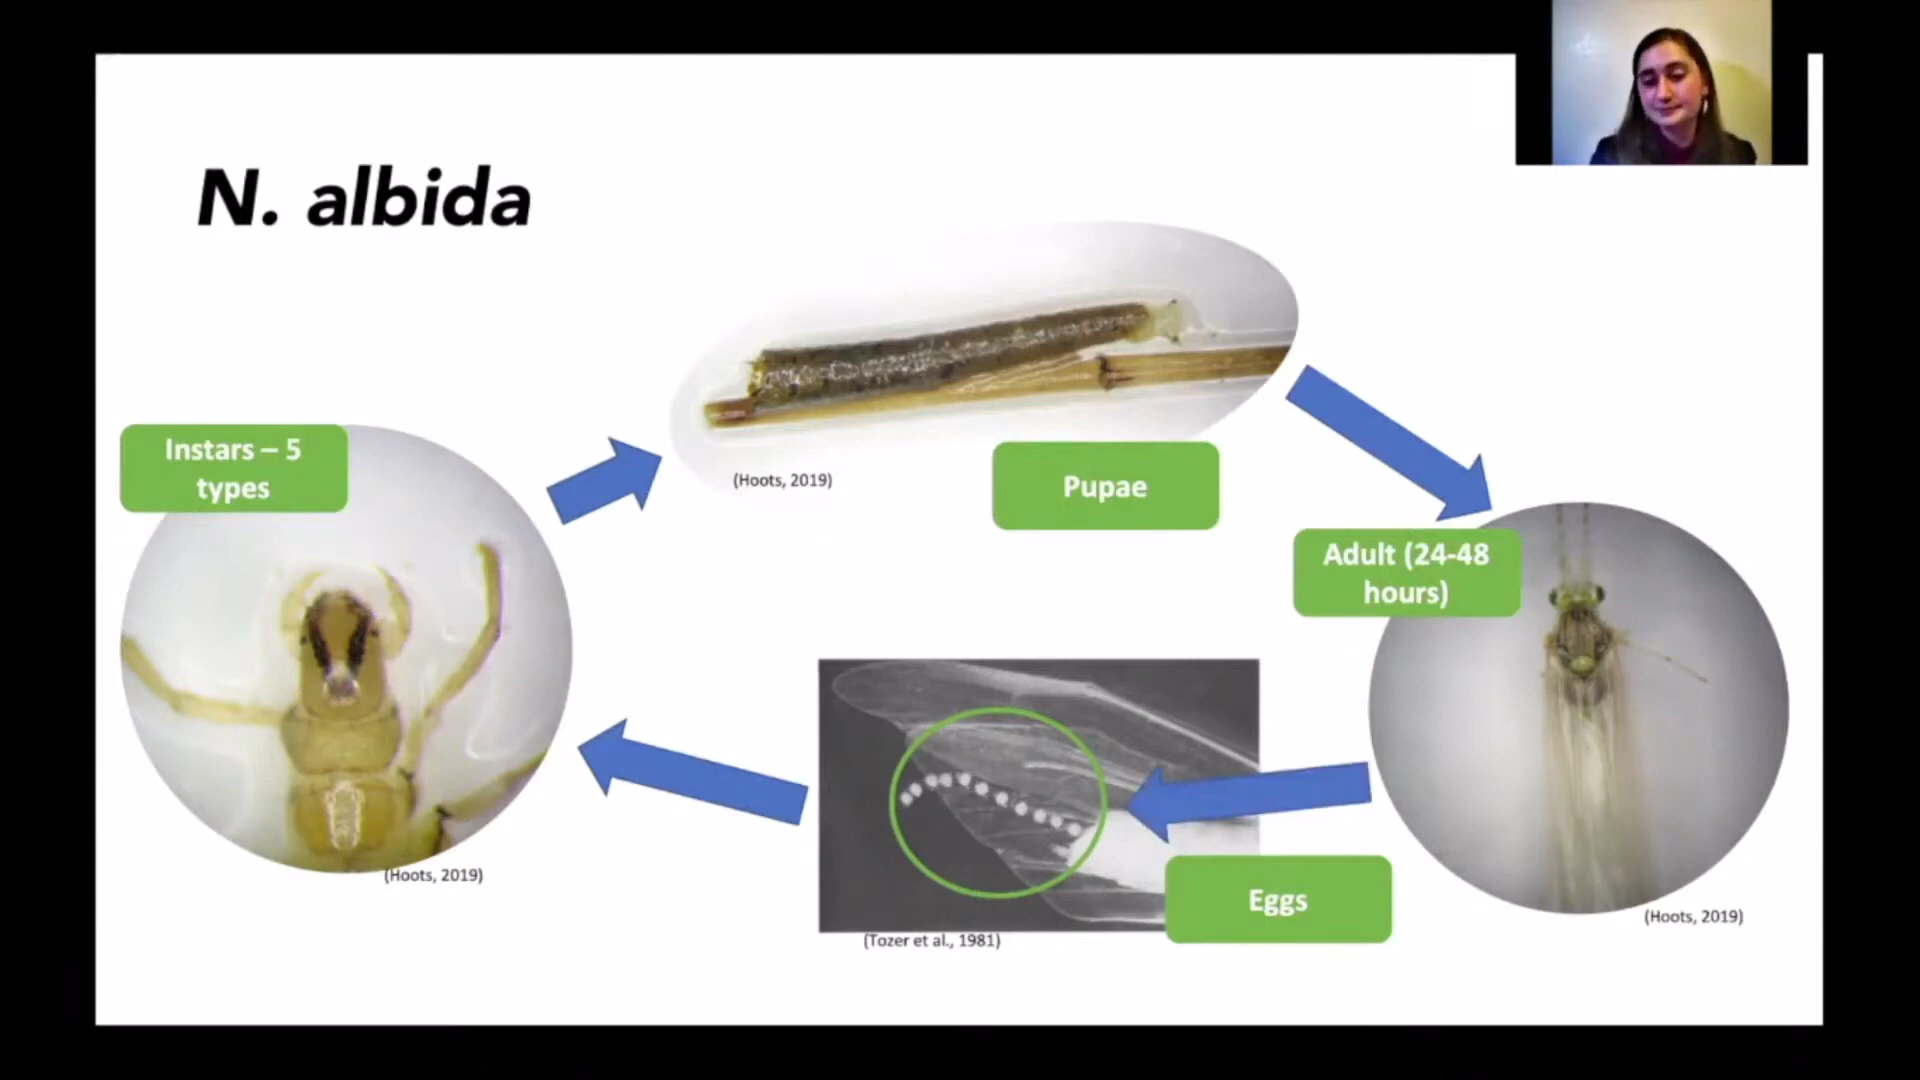 N. albida
Instars – 5
types
(Hoots, 2019)
Pupae
(Hoots, 2019)
Adult (24-48
hours)
(Hoots, 2019)
Eggs
(Tozer et al., 1981)